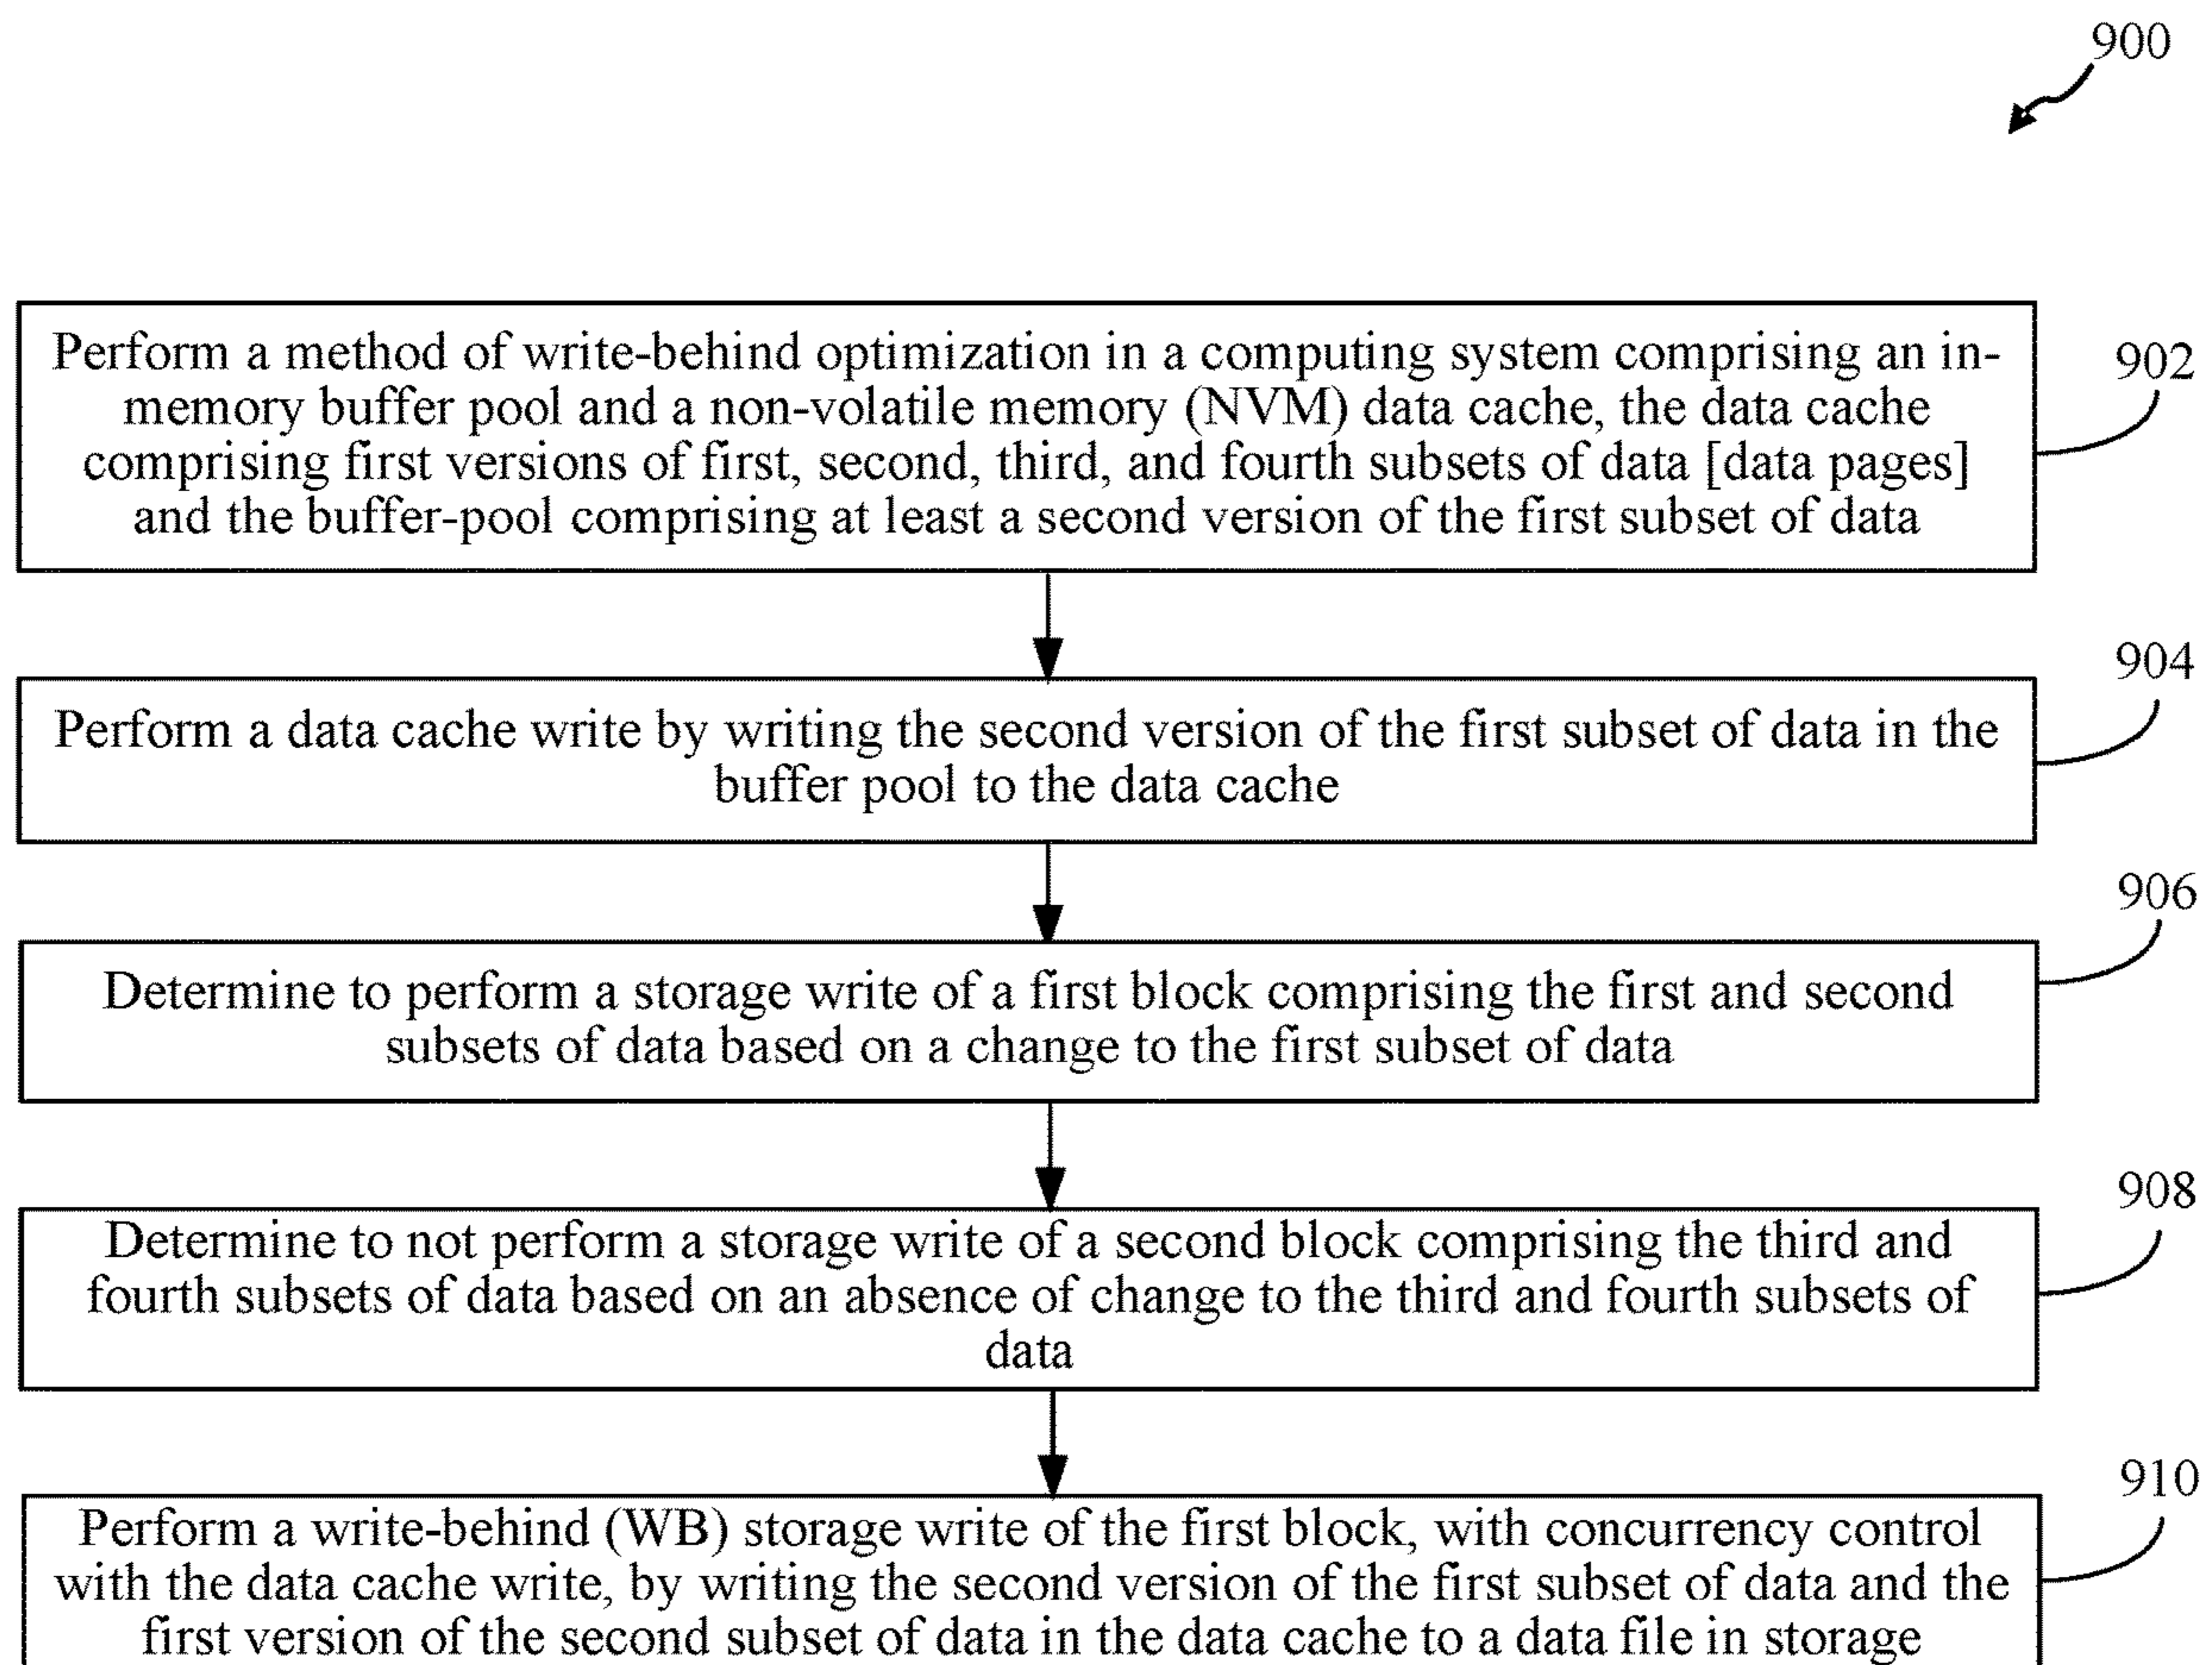 900
Perform a method of write-behind optimization in a computing system comprising an in-
memory buffer pool and a non-volatile memory (NVM) data cache, the data cache
comprising first versions of first, second, third, and fourth subsets of data [data pages]
and the buffer-pool comprising at least a second version of the first subset of data
902
Perform a data cache write by writing the second version of the first subset of data in the
buffer pool to the data cache
904
Determine to perform a storage write of a first block comprising the first and second
subsets of data based on a change to the first subset of data
906
Determine to not perform a storage write of a second block comprising the third and
fourth subsets of data based on an absence of change to the third and fourth subsets of
data
908
Perform a write-behind (WB) storage write of the first block, with concurrency control
with the data cache write, by writing the second version of the first subset of data and the
first version of the second subset of data in the data cache to a data file in storage
910